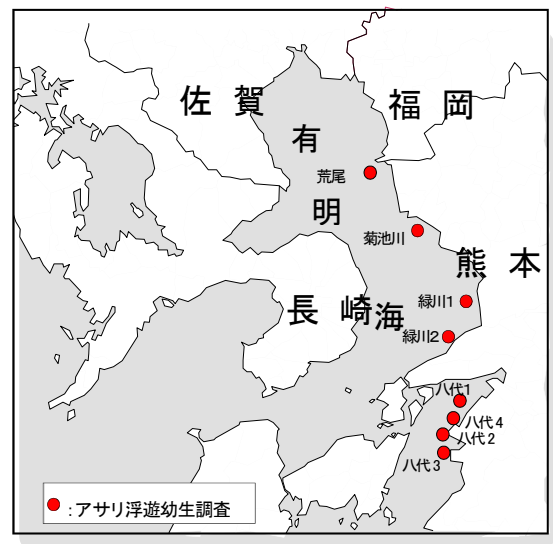 佐賀
福岡
有明海
荒尾
菊池川
熊本
緑川1
長崎
緑川2
八代1
八代4
八代2
八代3
：アサリ浮遊幼生調査